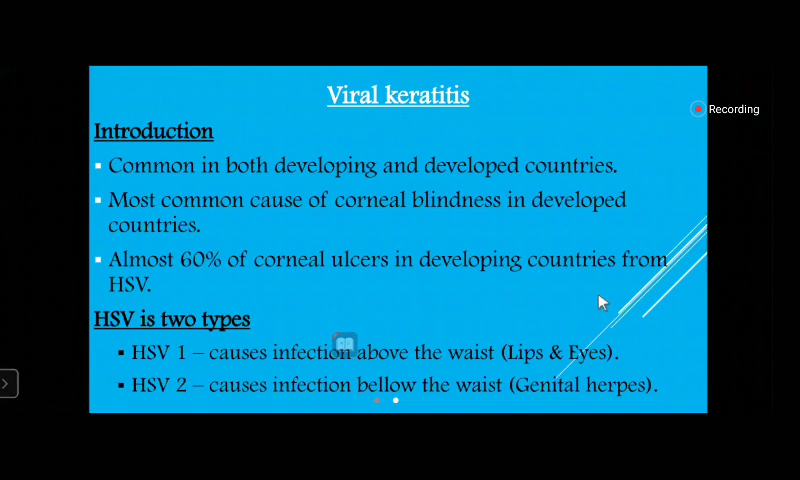 Viral keratitis
Recording
Introduction
▪ Common in both developing and developed countries.
▪ Most common cause of corneal blindness in developed
countries.
▪ Almost 60% of corneal ulcers in developing countries from
HSV.
HSV is two types
▪ HSV 1 – causes infection above the waist (Lips & Eyes).
▪ HSV 2 – causes infection bellow the waist (Genital herpes).